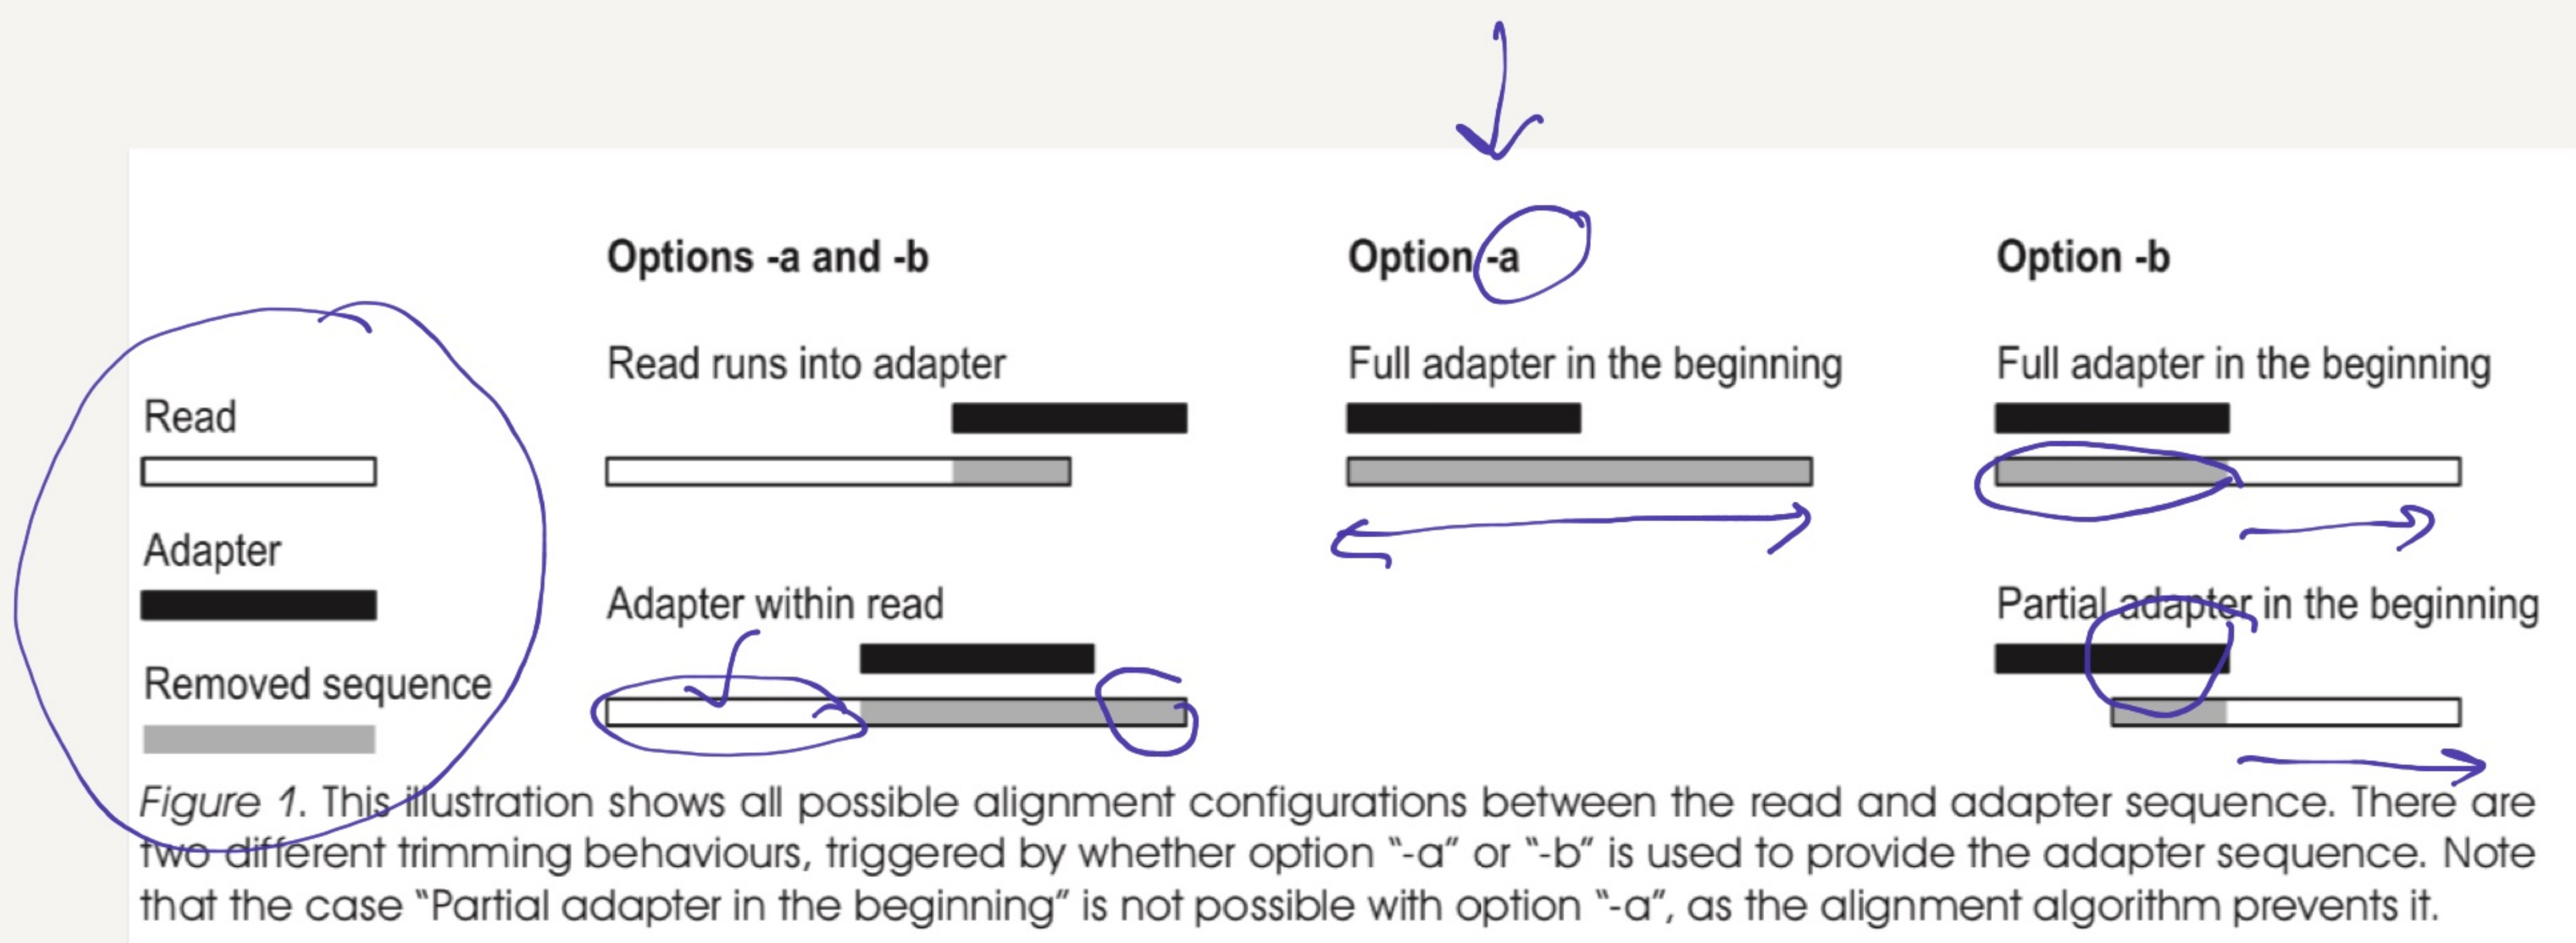 Options -a and -b
Option -a
Option -b
Read
Adapter
Removed sequence
Read runs into adapter
Adapter within read
Full adapter in the beginning
Full adapter in the beginning
Partial adapter in the beginning
Figure 1. This illustration shows all possible alignment configurations between the read and adapter sequence. There are
two different trimming behaviours, triggered by whether option “-a” or “-b” is used to provide the adapter sequence. Note
that the case “Partial adapter in the beginning” is not possible with option “-a”, as the alignment algorithm prevents it.